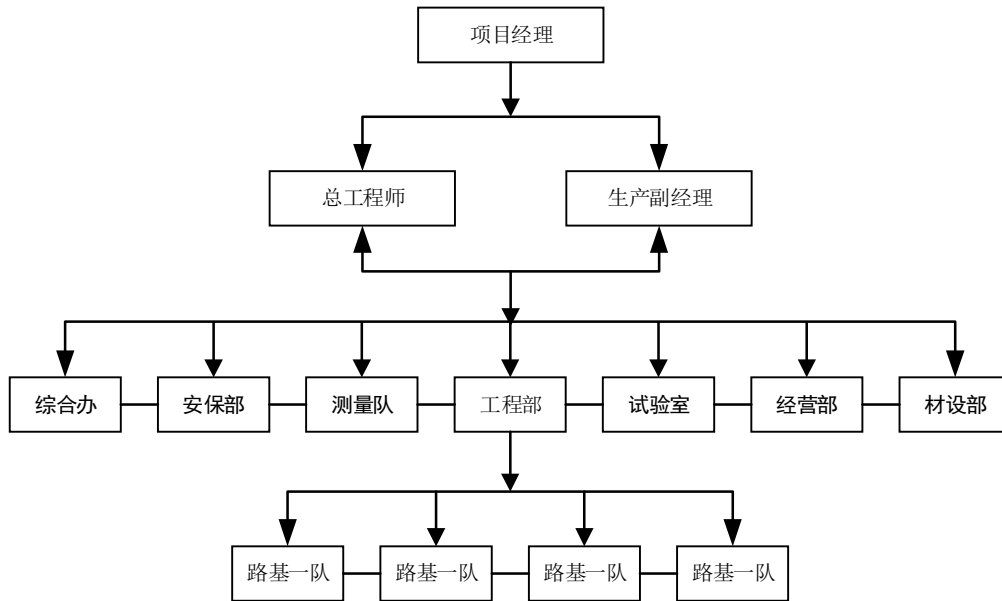 项目经理
总工程师
生产副经理
综合办
安保部
测量队
工程部
试验室
经营部
材设部
路基一队
路基一队
路基一队
路基一队